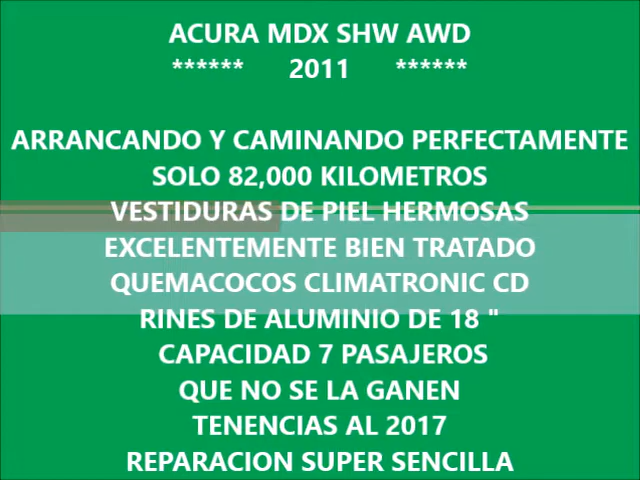 ACURA MDX SHW AWD
****** 2011 ******
ARRANCANDO Y CAMINANDO PERFECTAMENTE
SOLO 82,000 KILOMETROS
VESTIDURAS DE PIEL HERMOSAS
EXCELENTEMENTE BIEN TRATADO
QUEMACOCOS CLIMATRONIC CD
RINES DE ALUMINIO DE 18 "
CAPACIDAD 7 PASAJEROS
QUE NO SE LA GANEN
TENENCIAS AL 2017
REPARACION SUPER SENCILLA